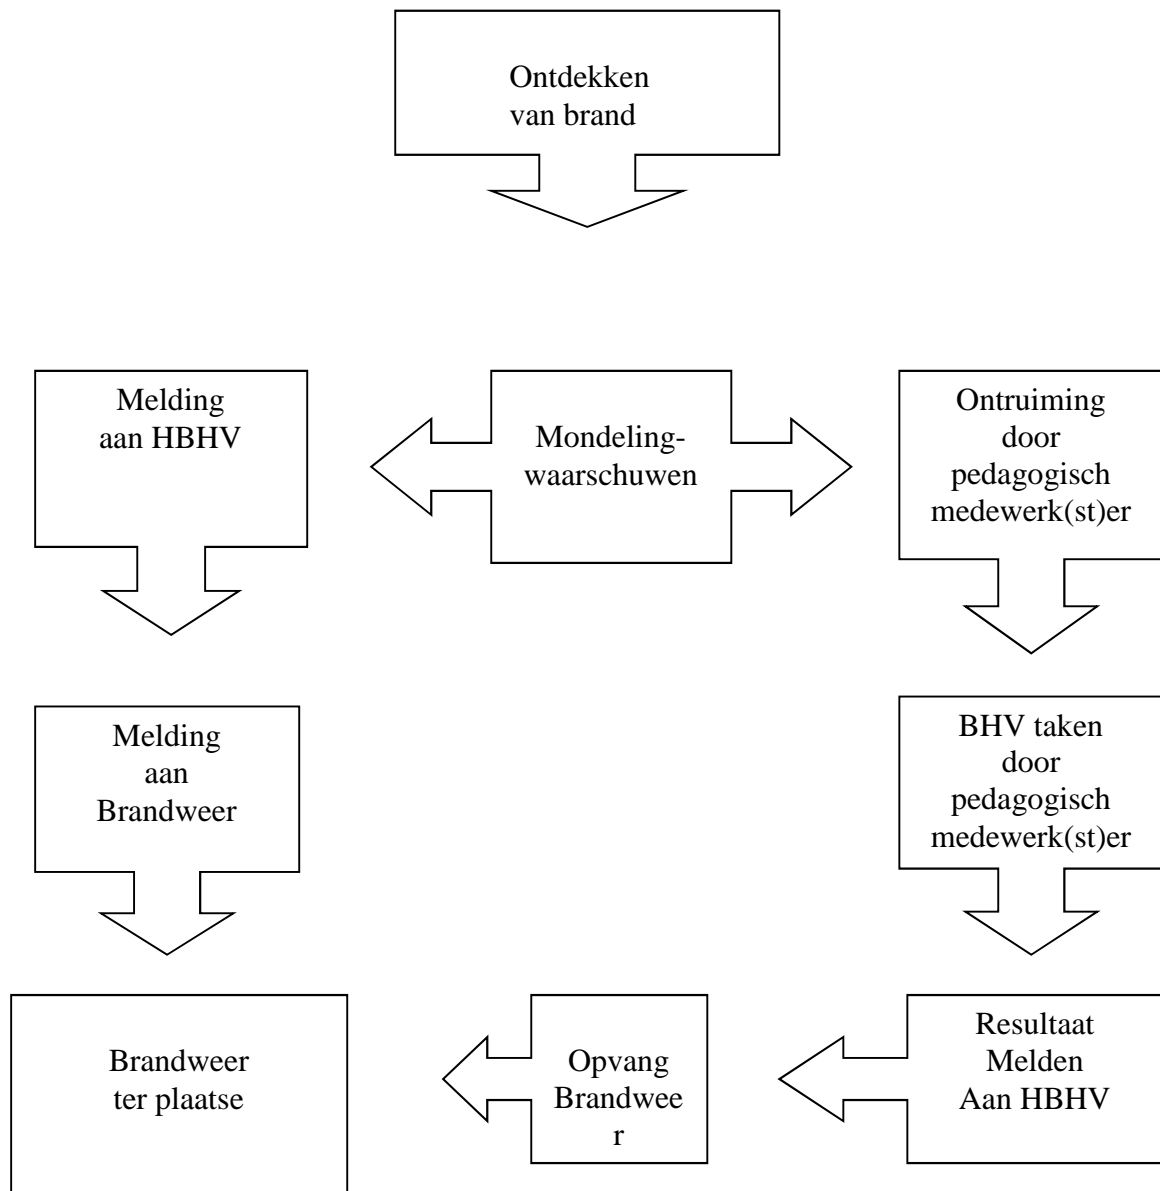 Ontdekken
van brand
Melding
aan HBHV
Mondeling-
waarschuwen
Ontruiming
door
pedagogisch
medewerk(st)er
Melding
aan
Brandweer
BHV taken
door
pedagogisch
medewerk(st)er
Brandweer
ter plaatse
Opvang
Brandwee
r
Resultaat
Melden
Aan HBHV